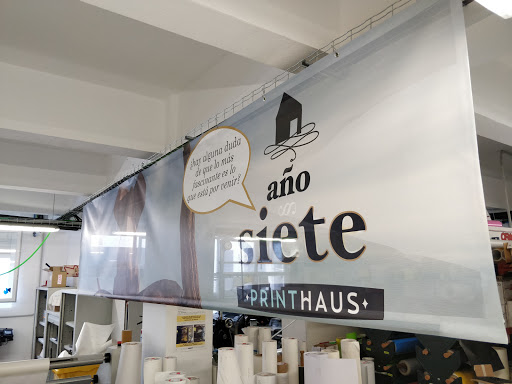 ¿hay alguna duda
de que lo más
fascinante es lo
que está por venir?
año
siete
PRINTHAUS